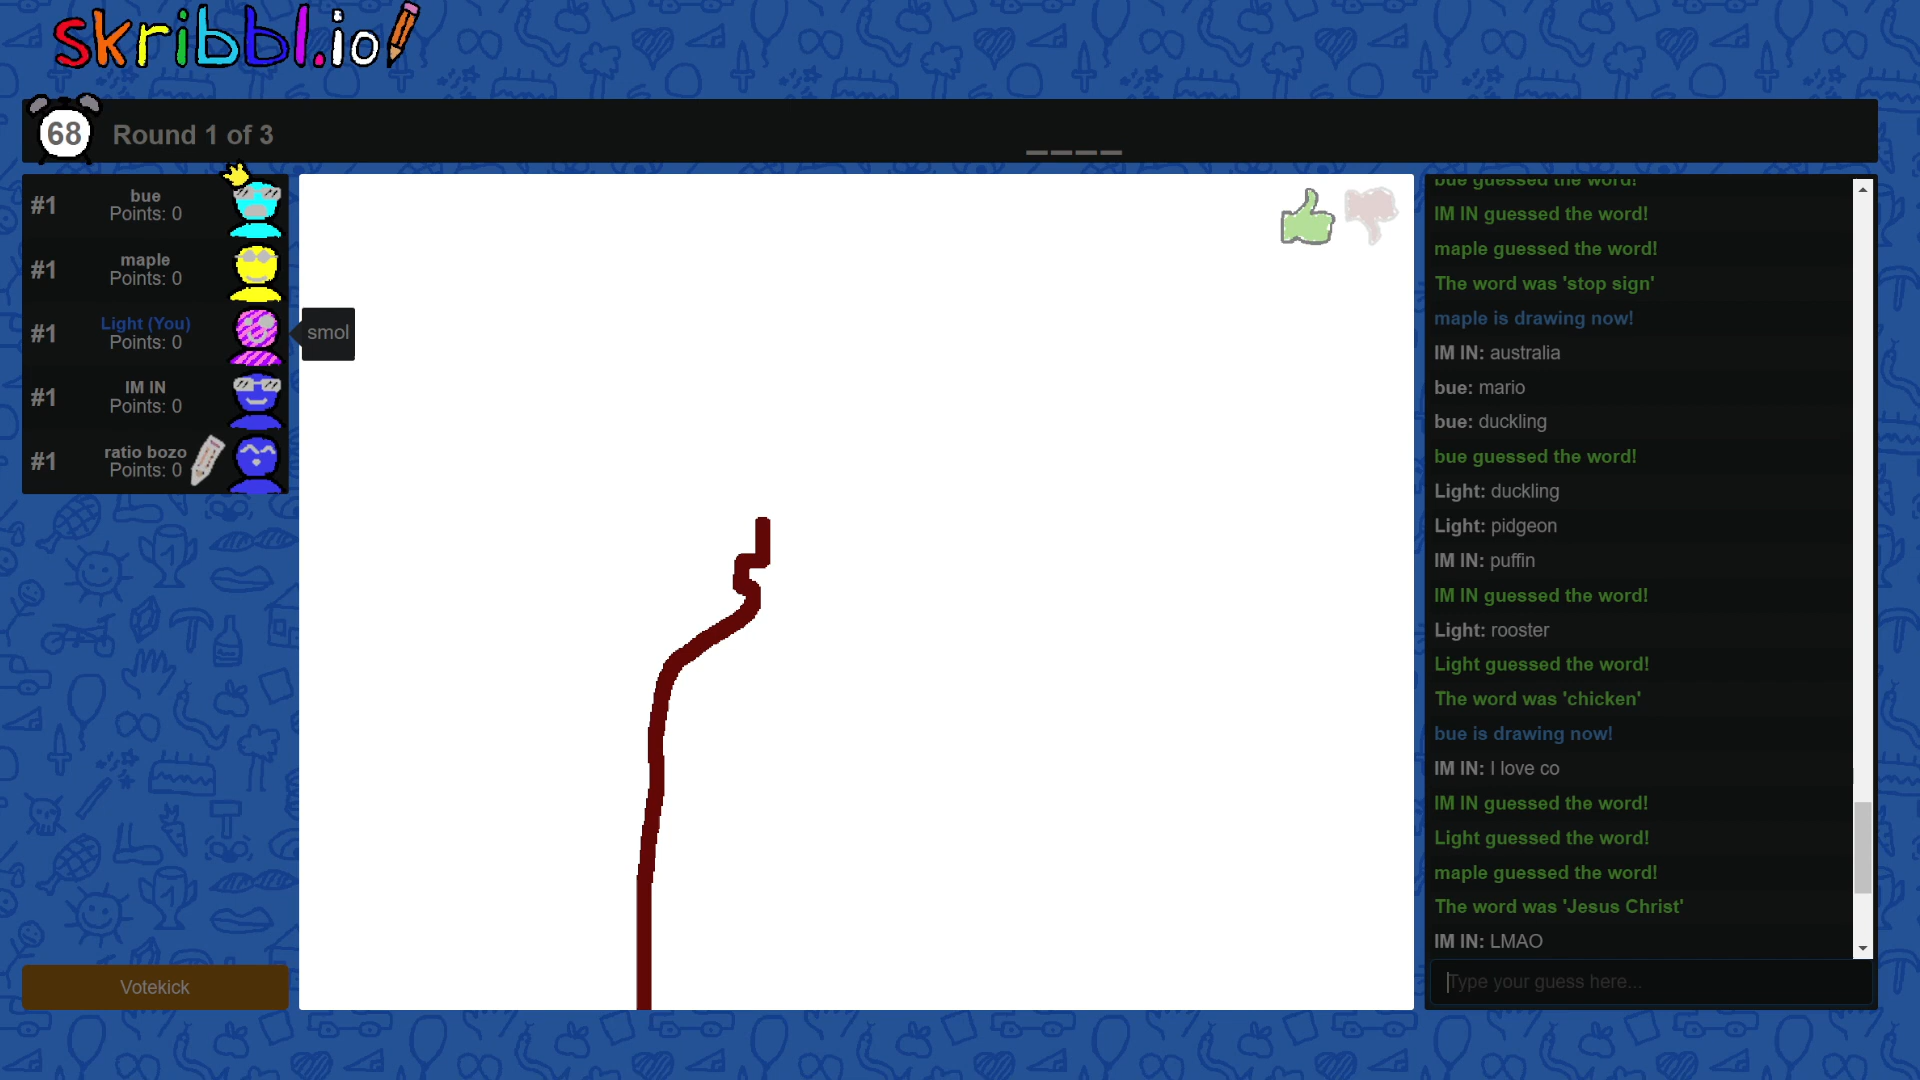 skribbl.io
68
Round 1 of 3
_ _ _ _
#1
bue
Points: 0
#1
maple
Points: 0
#1
Light (You)
Points: 0
smol
#1
IM IN
Points: 0
#1
ratio bozo
Points: 0
Votekick
bue guessed the word!
IM IN guessed the word!
maple guessed the word!
The word was 'stop sign'
maple is drawing now!
IM IN: australia
bue: mario
bue: duckling
bue guessed the word!
Light: duckling
Light: pidgeon
IM IN: puffin
IM IN guessed the word!
Light: rooster
Light guessed the word!
The word was 'chicken'
bue is drawing now!
IM IN: I love co
IM IN guessed the word!
Light guessed the word!
maple guessed the word!
The word was 'Jesus Christ'
IM IN: LMAO
Type your guess here...